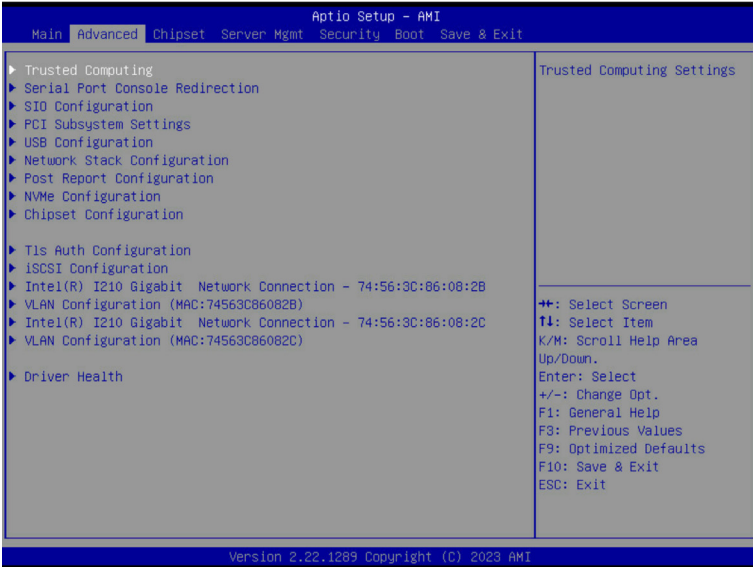 Aptio Setup – AMI
Main Advanced Chipset Server Mgmt Security Boot Save & Exit
Trusted Computing
Serial Port Console Redirection
SIO Configuration
PCI Subsystem Settings
USB Configuration
Network Stack Configuration
Post Report Configuration
NVMe Configuration
Chipset Configuration
Tls Auth Configuration
iSCSI Configuration
Intel(R) I210 Gigabit  Network Connection – 74:56:3C:86:08:2B
VLAN Configuration (MAC:74563C86082B)
Intel(R) I210 Gigabit  Network Connection – 74:56:3C:86:08:2C
VLAN Configuration (MAC:74563C86082C)
Driver Health
Trusted Computing Settings
→←: Select Screen
↑↓: Select Item
K/M: Scroll Help Area
Up/Down.
Enter: Select
+/-: Change Opt.
F1: General Help
F3: Previous Values
F9: Optimized Defaults
F10: Save & Exit
ESC: Exit
Version 2.22.1289 Copyright (C) 2023 AMI